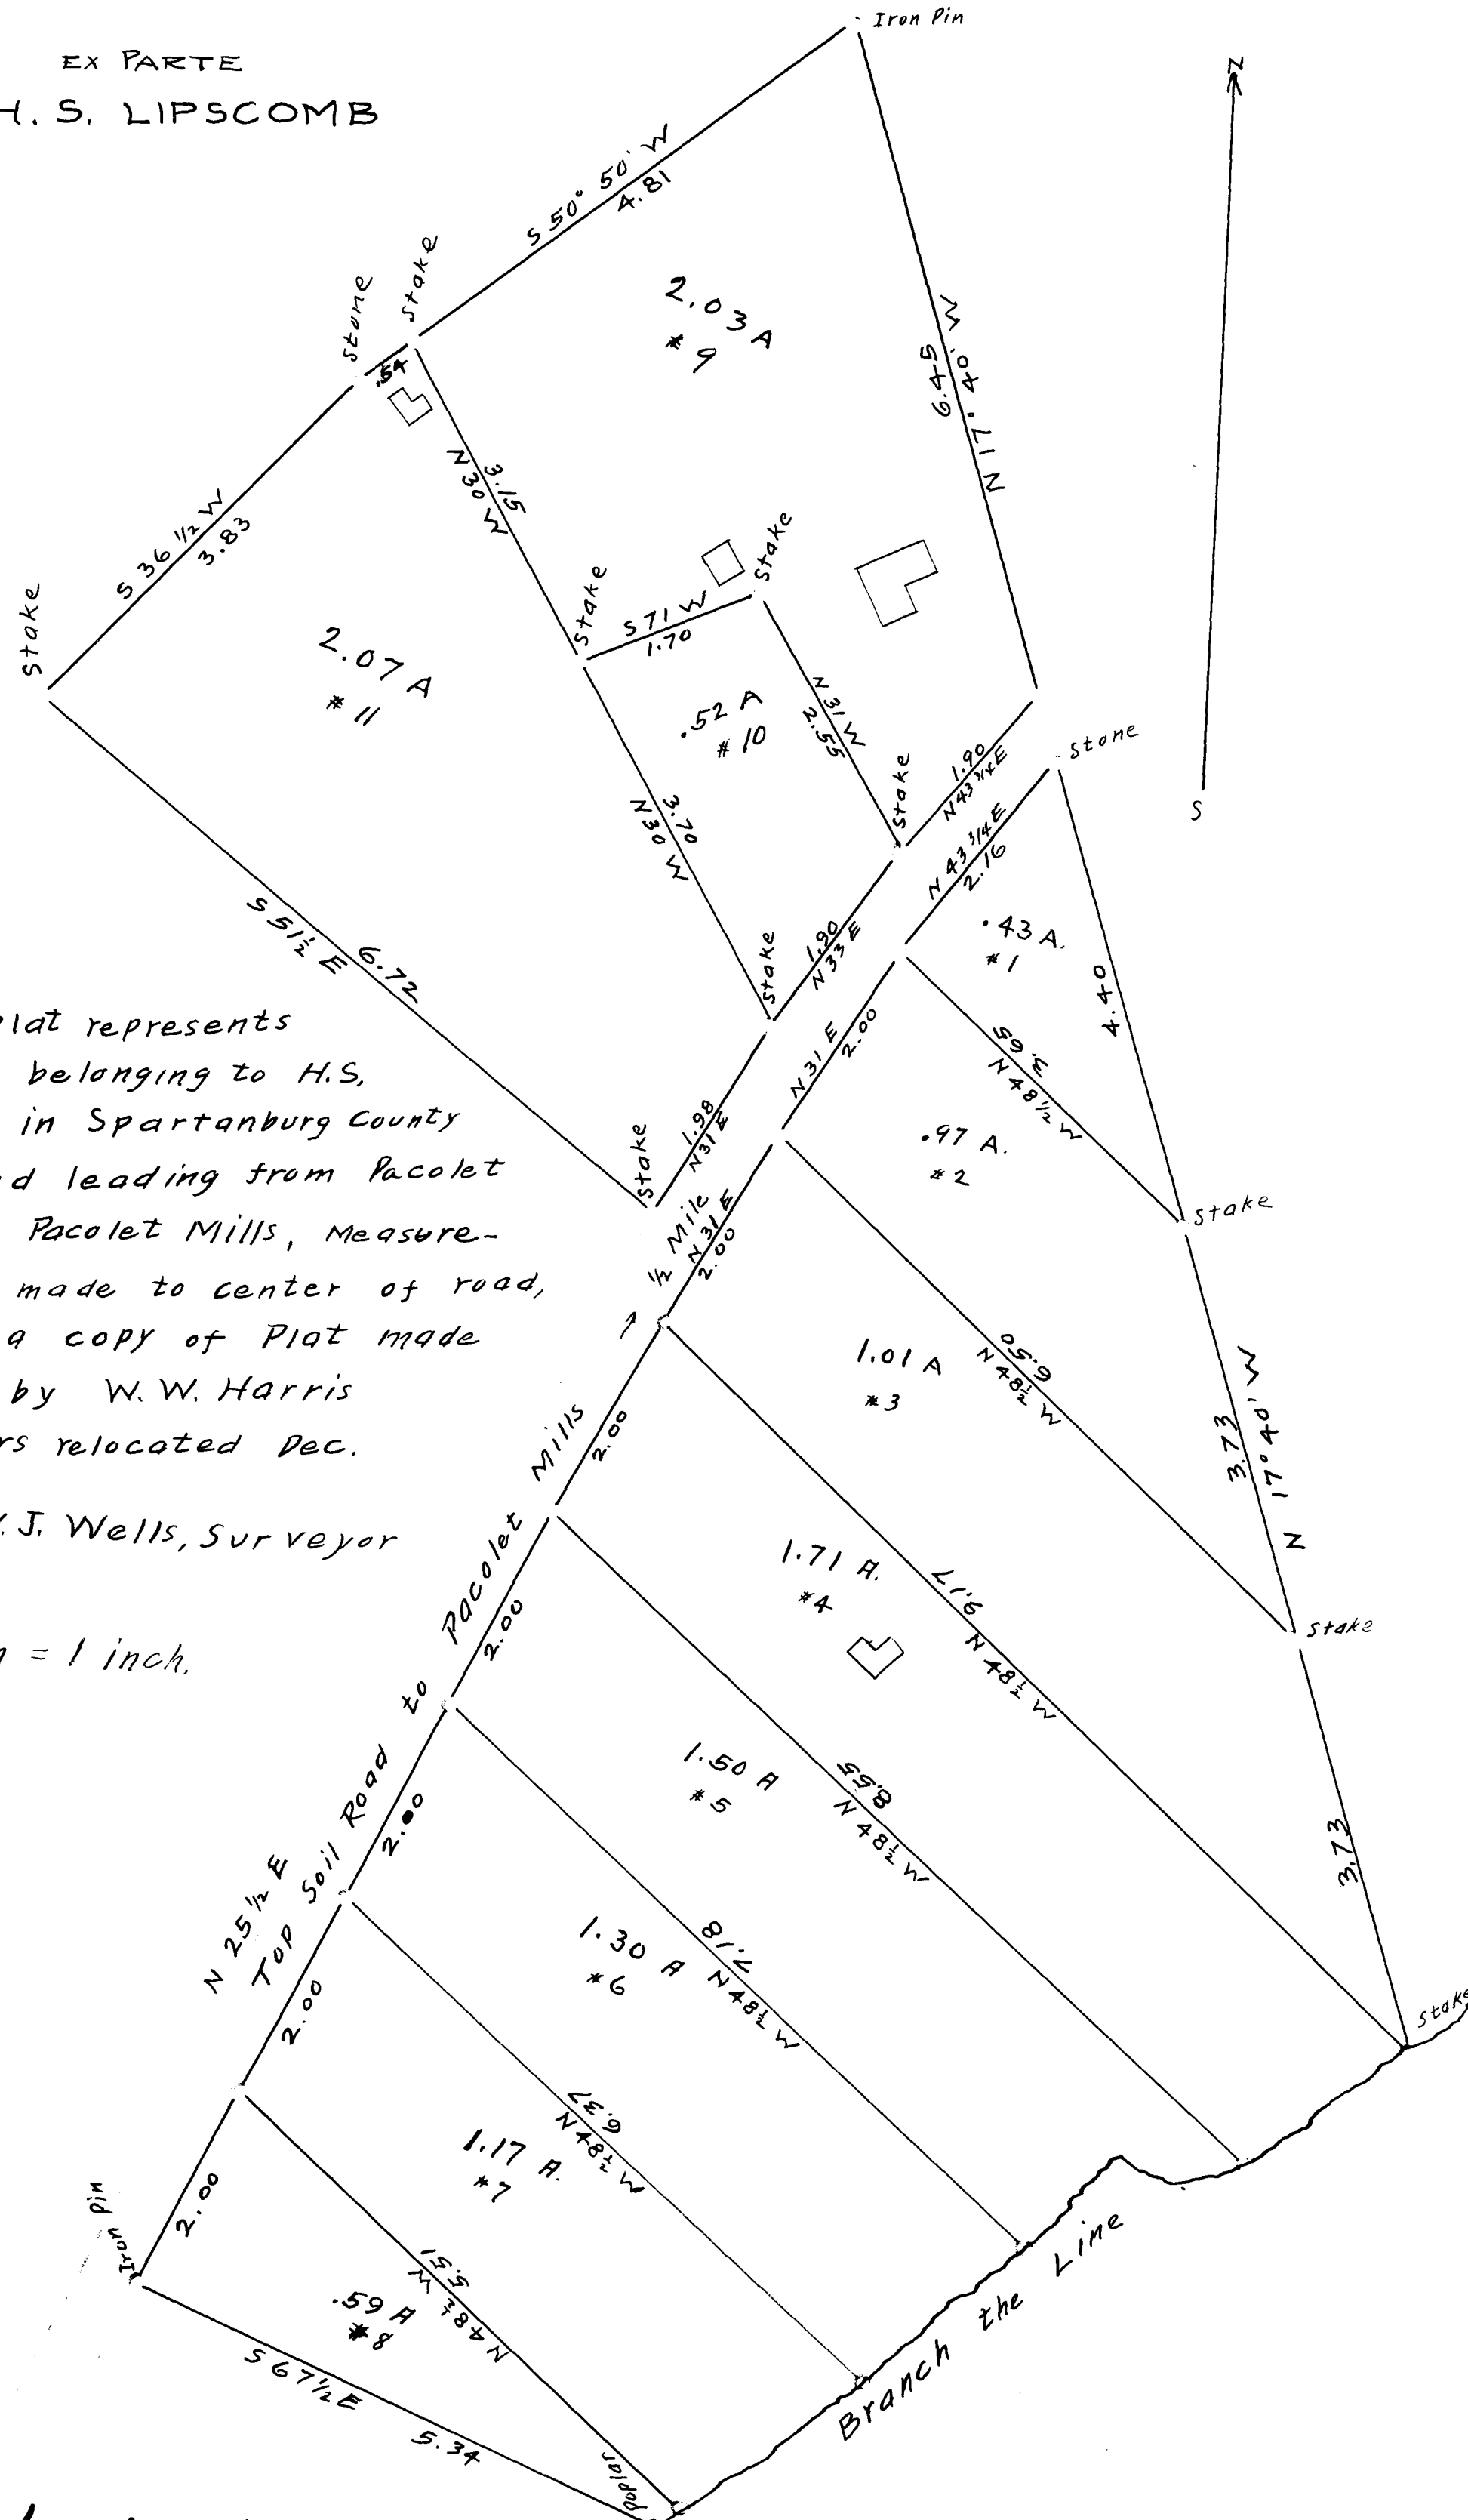 EX PARTE
H. S. LIPSCOMB
Iron Pin
N
S
S 50° 50' W
4.81
Stone
Stake
.54
2.03 A
# 9
6.45
N 17° 40' W
S 36 1/2 W
3.83
Stake
3.15
N 30 W
Stake
S 71 W
1.70
Stake
2.07 A
# 11
.52 A
# 10
N 31 W
2.55
Stake
1.90
N 43 3/4 E
Stone
N 43 3/4 E
2.16
3.70
N 30 W
Stake
1.90
N 33 E
.43 A.
# 1
4.40
S 51 1/2 E 6.72
N 31 E
2.00
3.65
N 48 1/2 W
Stake
1.98
N 31 E
.97 A.
# 2
Stake
plat represents
belonging to H.S.
in Spartanburg County
leading from Pacolet
Pacolet Mills, Measure-
made to center of road,
a copy of Plat made
by W. W. Harris
relocated Dec.
J. Wells, Surveyor
= 1 inch.
1/2 Mile
N 31 E
2.00
1.01 A
# 3
6.50
N 48 1/2 W
3.73
N 17° 40' W
Stake
2.00
1.71 A.
# 4
9.17
N 48 1/2 W
2.00
1.50 A
# 5
8.55
N 48 1/2 W
3.73
Stake
N 25 1/2 E
Top Soil Road to Pacolet Mills
2.00
1.30 A
# 6
7.18
N 48 1/2 W
2.00
1.17 A.
# 7
6.37
N 48 1/2 W
Iron Pin
2.00
.59 A
# 8
5.51
N 48 1/2 W
S 67 1/2 E 5.34
Poplar
Branch the Line